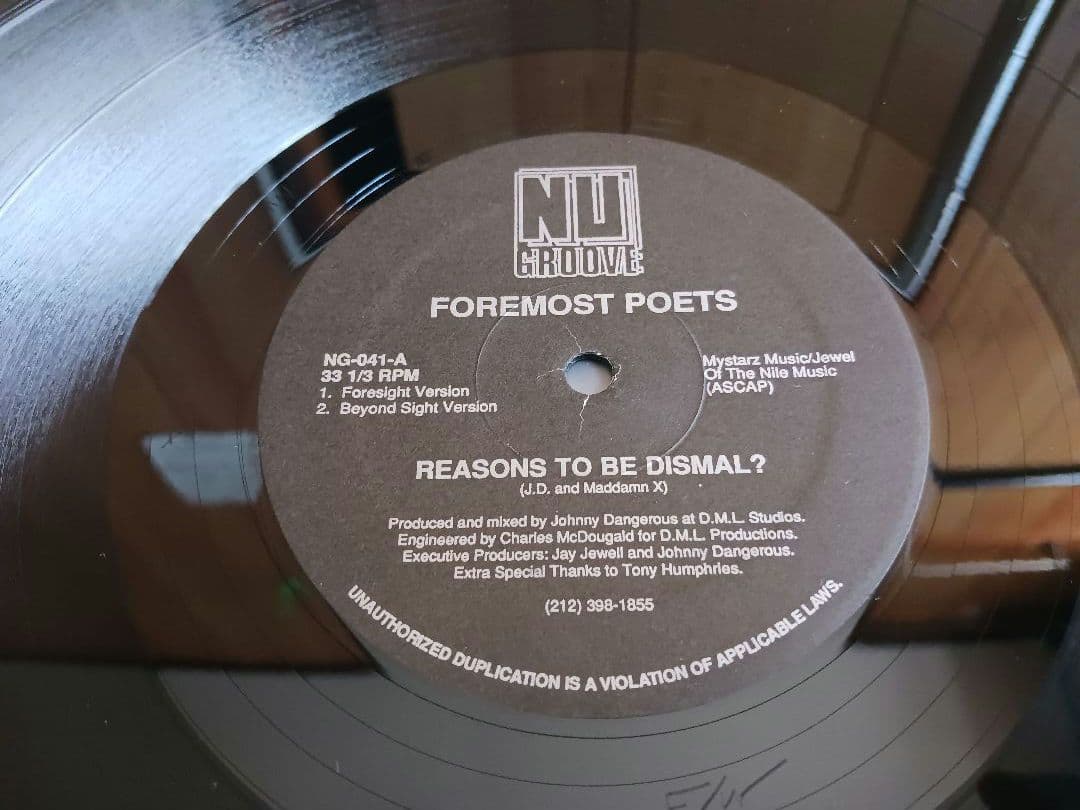 NU
GROOVE
FOREMOST POETS
NG-041-A
33 1/3 RPM
1. Foresight Version
2. Beyond Sight Version
Mystarz Music/Jewel
Of The Nile Music
(ASCAP)
REASONS TO BE DISMAL?
(J.D. and Maddamn X)
Produced and mixed by Johnny Dangerous at D.M.L. Studios.
Engineered by Charles McDougald for D.M.L. Productions.
Executive Producers: Jay Jewell and Johnny Dangerous.
Extra Special Thanks to Tony Humphries.
(212) 398-1855
UNAUTHORIZED DUPLICATION IS A VIOLATION OF APPLICABLE LAWS.